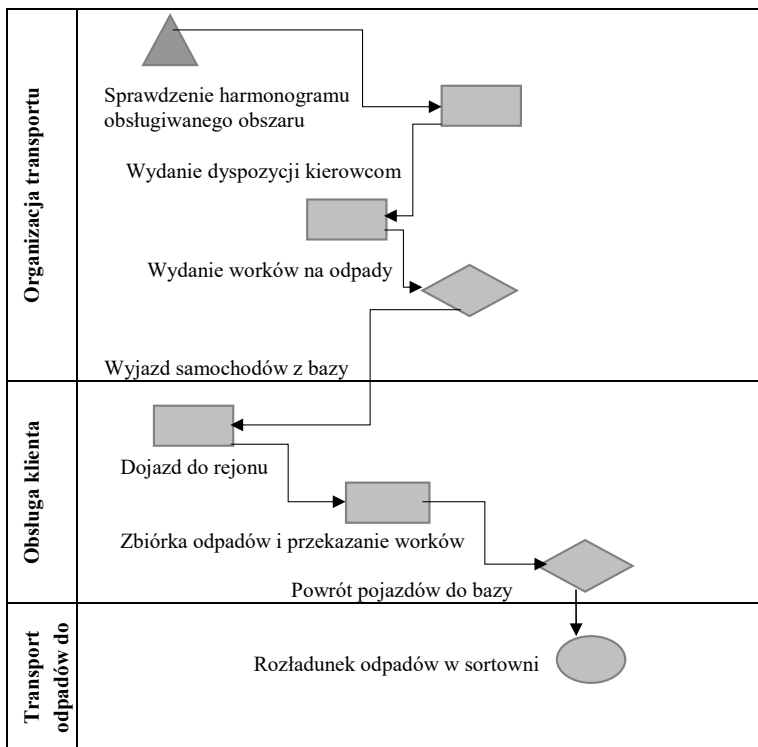 Organizacja transportu
Sprawdzenie harmonogramu
obsługiwanego obszaru
Wydanie dyspozycji kierowcom
Wydanie worków na odpady
Wyjazd samochodów z bazy
Obsługa klienta
Dojazd do rejonu
Zbiórka odpadów i przekazanie worków
Powrót pojazdów do bazy
Transport
odpadów do
Rozładunek odpadów w sortowni